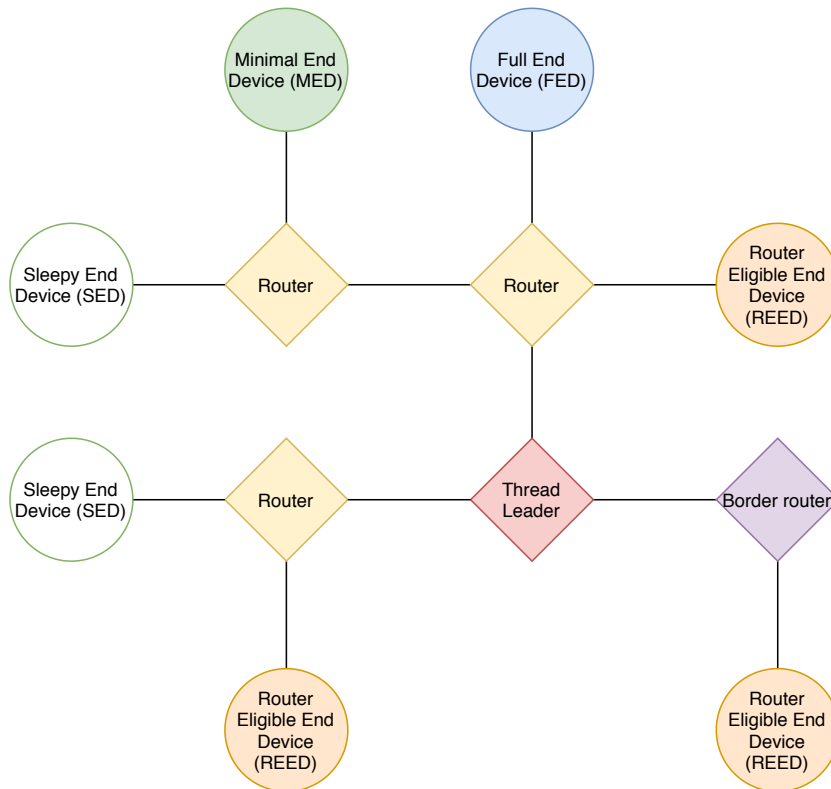 Minimal End
Device (MED)
Full End
Device (FED)
Sleepy End
Device (SED)
Router
Router
Router
Eligible End
Device
(REED)
Sleepy End
Device (SED)
Router
Thread
Leader
Border router
Router
Eligible End
Device
(REED)
Router
Eligible End
Device
(REED)